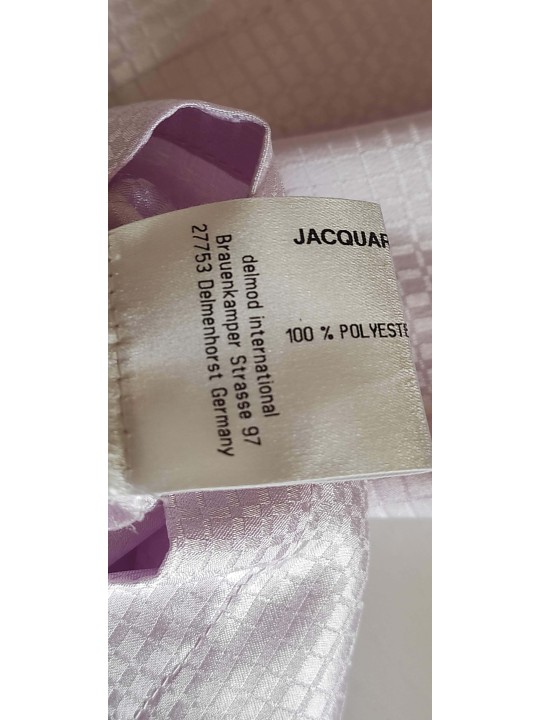 JACQUAR
100 % POLYESTE
delmod international
Brauenkamper Strasse 97
27753 Delmenhorst Germany